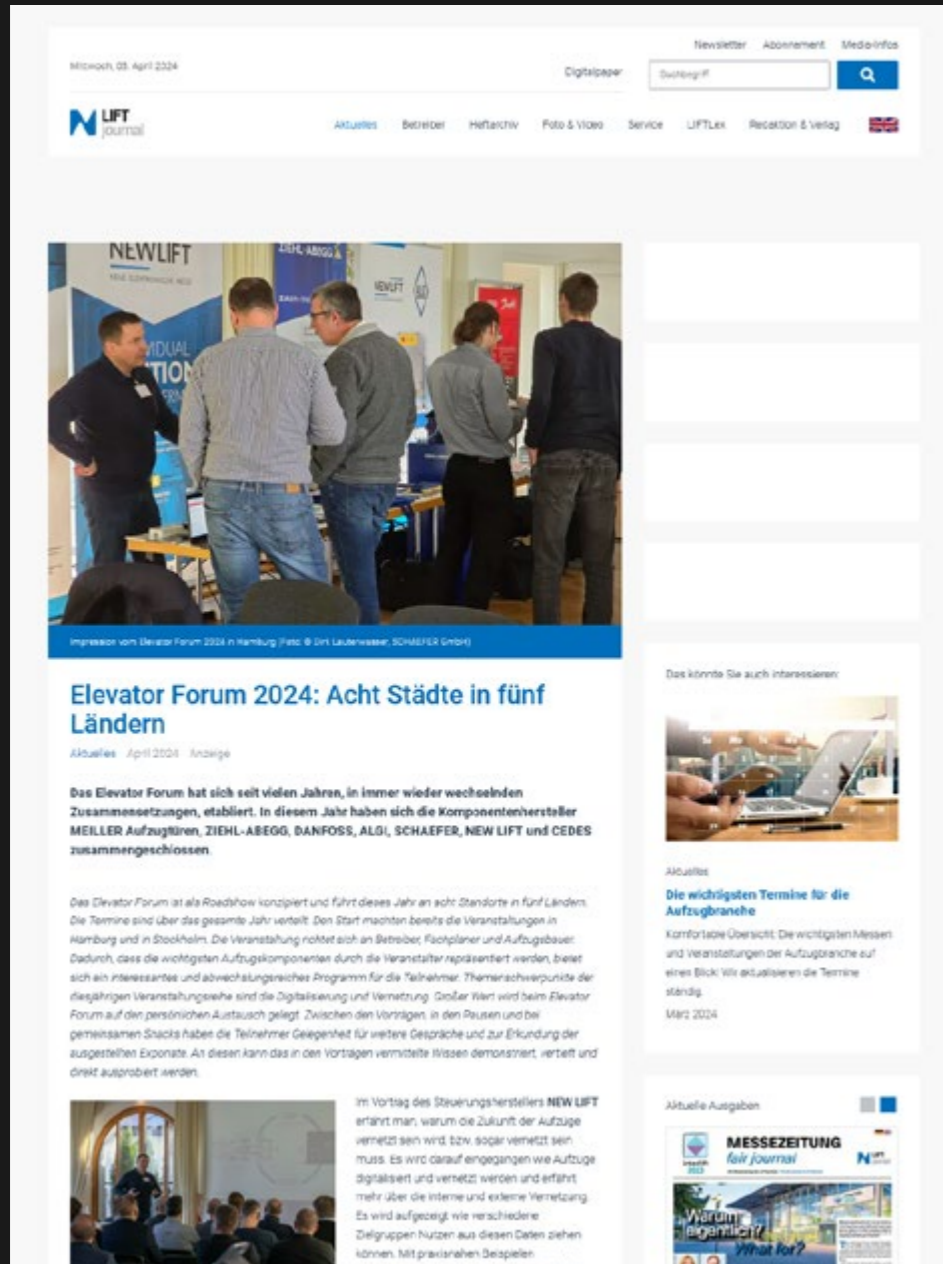 Newsletter Abonnement Media-Infos
Mittwoch, 03. April 2024
Digitalpaper
Suchbegriff
LIFT
journal
Aktuelles Betreiber Heftarchiv Foto & Video Service LIFTLex Redaktion & Verlag
NEWLIFT
ZIEHL-ABEGG
NEWLIFT
Impression vom Elevator Forum 2024 in Hamburg (Foto: © Dirk Lauterwasser, SCHAEFER GmbH)
Elevator Forum 2024: Acht Städte in fünf
Ländern
Aktuelles April 2024 Anzeige
Das Elevator Forum hat sich seit vielen Jahren, in immer wieder wechselnden
Zusammensetzungen, etabliert. In diesem Jahr haben sich die Komponentenhersteller
MEILLER Aufzugtüren, ZIEHL-ABEGG, DANFOSS, ALGI, SCHAEFER, NEW LIFT und CEDES
zusammengeschlossen.
Das Elevator Forum ist als Roadshow konzipiert und führt dieses Jahr an acht Standorte in fünf Ländern.
Die Termine sind über das gesamte Jahr verteilt. Den Start machten bereits die Veranstaltungen in
Hamburg und in Stockholm. Die Veranstaltung richtet sich an Betreiber, Fachplaner und Aufzugsbauer.
Dadurch, dass die wichtigsten Aufzugskomponenten durch die Veranstalter repräsentiert werden, bietet
sich ein interessantes und abwechslungsreiches Programm für die Teilnehmer. Themenschwerpunkte der
diesjährigen Veranstaltungsreihe sind die Digitalisierung und Vernetzung. Großer Wert wird beim Elevator
Forum auf den persönlichen Austausch gelegt. Zwischen den Vorträgen, in den Pausen und bei
gemeinsamen Snacks haben die Teilnehmer Gelegenheit für weitere Gespräche und zur Erkundung der
ausgestellten Exponate. An diesen kann das in den Vorträgen vermittelte Wissen demonstriert, vertieft und
direkt ausprobiert werden.
Im Vortrag des Steuerungsherstellers NEW LIFT
erfährt man, warum die Zukunft der Aufzüge
vernetzt sein wird, bzw. sogar vernetzt sein
muss. Es wird darauf eingegangen wie Aufzüge
digitalisiert und vernetzt werden und erfährt
mehr über die interne und externe Vernetzung.
Es wird aufgezeigt wie verschiedene
Zielgruppen Nutzen aus diesen Daten ziehen
können. Mit praxisnahen Beispielen
Das könnte Sie auch interessieren:
Aktuelles
Die wichtigsten Termine für die
Aufzugbranche
Komfortable Übersicht: Die wichtigsten Messen
und Veranstaltungen der Aufzugbranche auf
einen Blick! Wir aktualisieren die Termine
ständig.
März 2024
Aktuelle Ausgaben
MESSEZEITUNG
fair journal
interlift
2023
Warum
eigentlich?
What for?